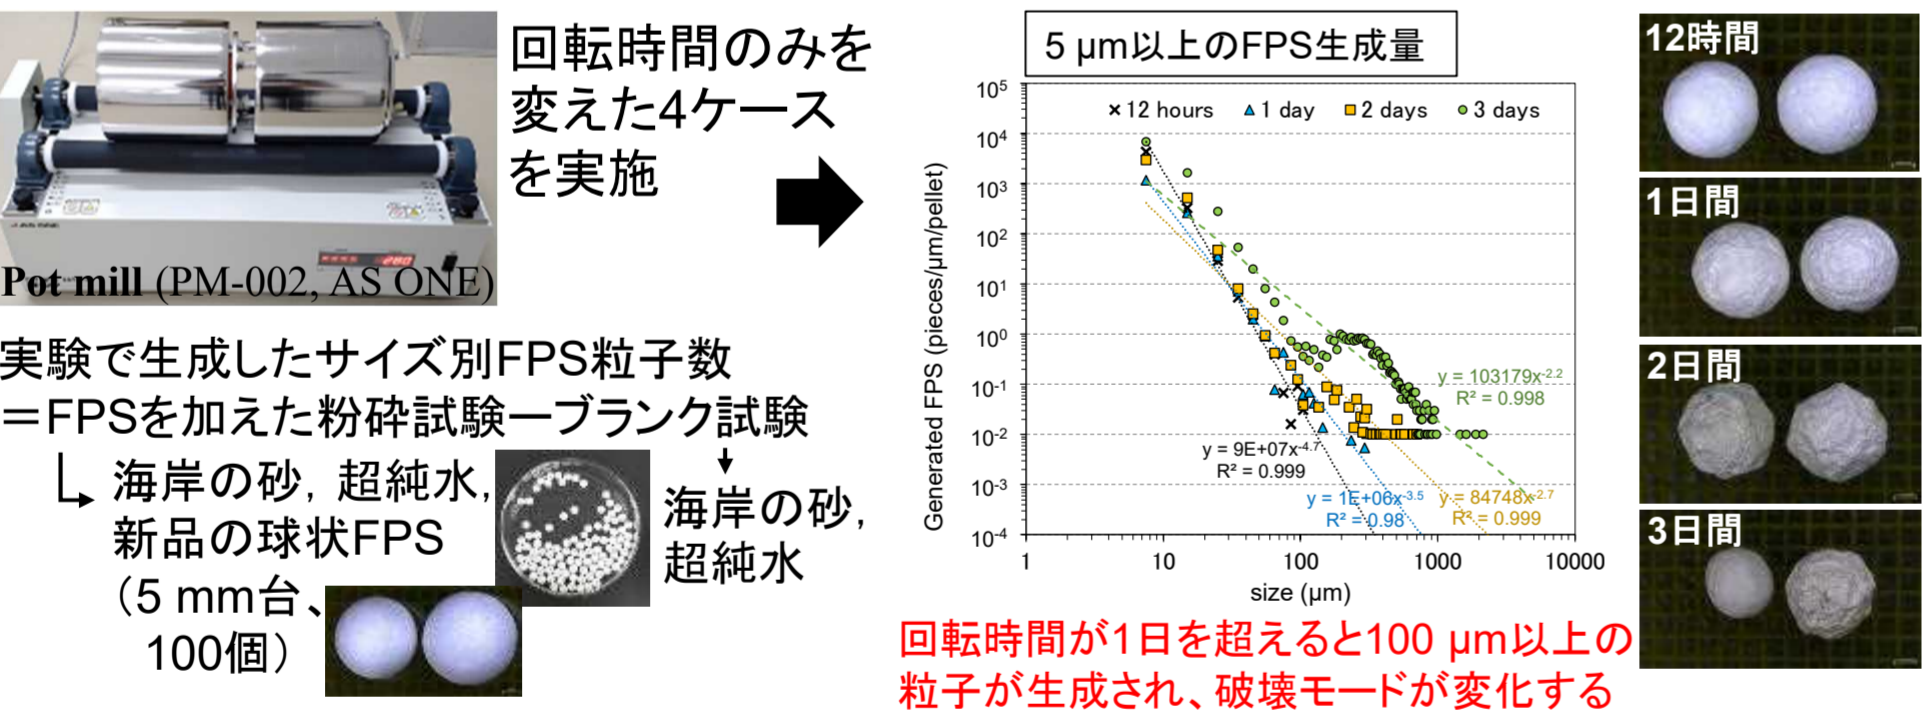 回転時間のみを
変えた4ケース
を実施
AS ONE
280
Pot mill (PM-002, AS ONE)
実験で生成したサイズ別FPS粒子数
＝FPSを加えた粉砕試験ーブランク試験
海岸の砂, 超純水,
新品の球状FPS
（5 mm台、
100個）
海岸の砂,
超純水
5 µm以上のFPS生成量
12 hours 1 day 2 days 3 days
Generated FPS (pieces/µm/pellet)
10⁵
10⁴
10³
10²
10¹
10⁰
10⁻¹
10⁻²
10⁻³
10⁻⁴
y = 103179x⁻²·²
R² = 0.998
y = 9E+07x⁻⁴·⁷
R² = 0.999
y = 1E+06x⁻³·⁵
R² = 0.98
y = 84748x⁻²·⁷
R² = 0.999
1 10 100 1000 10000
size (µm)
回転時間が1日を超えると100 µm以上の
粒子が生成され、破壊モードが変化する
12時間
1日間
2日間
3日間